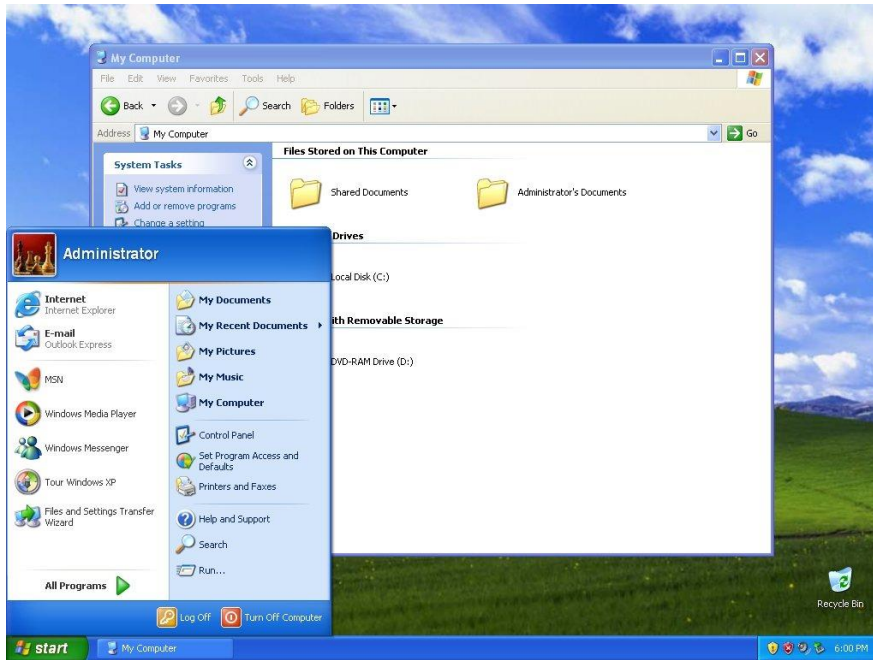 My Computer
File Edit View Favorites Tools Help
Back Search Folders
Address My Computer Go
System Tasks
View system information
Add or remove programs
Change a setting
Files Stored on This Computer
Shared Documents Administrator's Documents
Drives
Local Disk (C:)
ith Removable Storage
DVD-RAM Drive (D:)
Administrator
Internet
Internet Explorer
E-mail
Outlook Express
MSN
Windows Media Player
Windows Messenger
Tour Windows XP
Files and Settings Transfer
Wizard
All Programs
My Documents
My Recent Documents
My Pictures
My Music
My Computer
Control Panel
Set Program Access and
Defaults
Printers and Faxes
Help and Support
Search
Run...
Log Off Turn Off Computer
Recycle Bin
start My Computer 6:00 PM